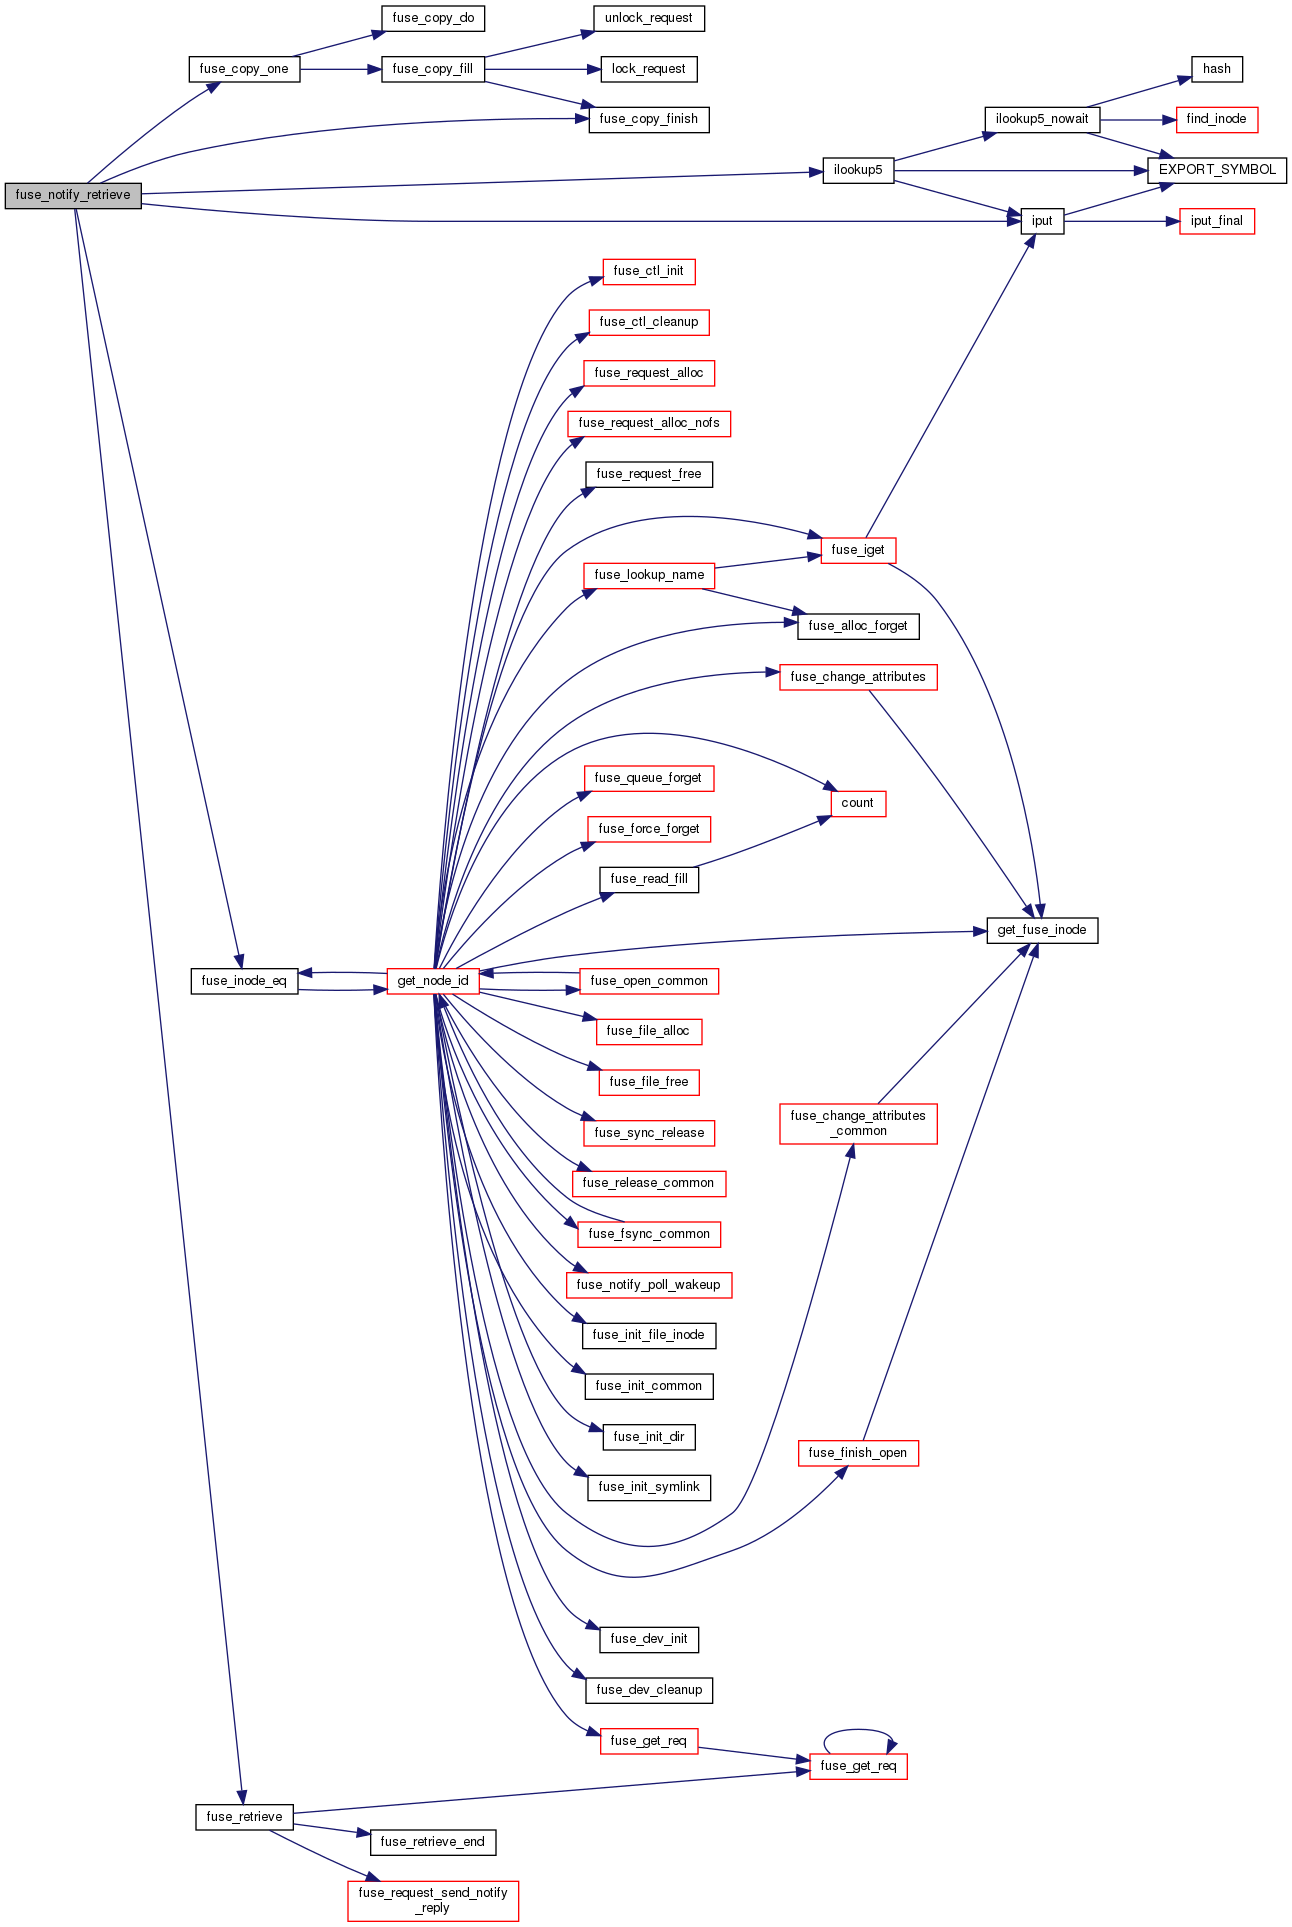 fuse_copy_do
unlock_request
fuse_copy_one
fuse_copy_fill
lock_request
hash
fuse_copy_finish
ilookup5_nowait
find_inode
ilookup5
EXPORT_SYMBOL
fuse_notify_retrieve
iput
iput_final
fuse_ctl_init
fuse_ctl_cleanup
fuse_request_alloc
fuse_request_alloc_nofs
fuse_request_free
fuse_iget
fuse_lookup_name
fuse_alloc_forget
fuse_change_attributes
fuse_queue_forget
count
fuse_force_forget
fuse_read_fill
get_fuse_inode
fuse_inode_eq
get_node_id
fuse_open_common
fuse_file_alloc
fuse_file_free
fuse_change_attributes
_common
fuse_sync_release
fuse_release_common
fuse_fsync_common
fuse_notify_poll_wakeup
fuse_init_file_inode
fuse_init_common
fuse_init_dir
fuse_finish_open
fuse_init_symlink
fuse_dev_init
fuse_dev_cleanup
fuse_get_req
fuse_get_req
fuse_retrieve
fuse_retrieve_end
fuse_request_send_notify
_reply